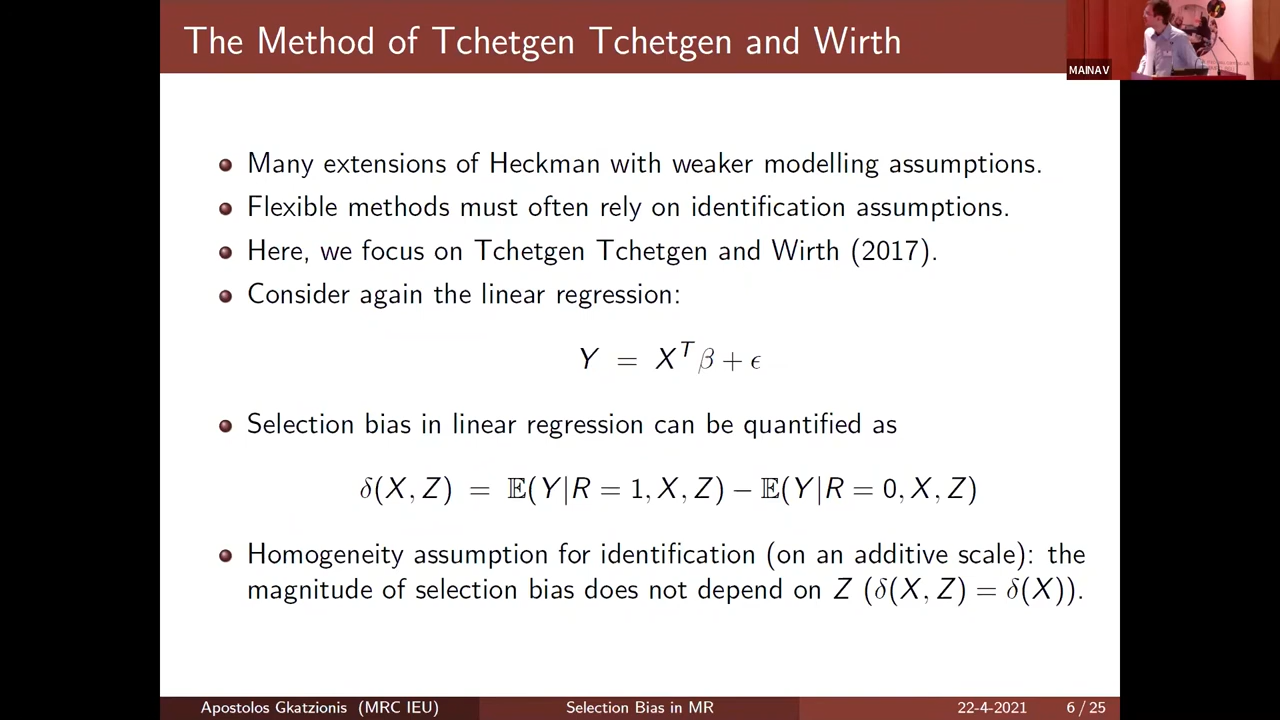 The Method of Tchetgen Tchetgen and Wirth
MAINAV
Many extensions of Heckman with weaker modelling assumptions.
Flexible methods must often rely on identification assumptions.
Here, we focus on Tchetgen Tchetgen and Wirth (2017).
Consider again the linear regression:
Y = X^T β + ϵ
Selection bias in linear regression can be quantified as
δ(X, Z) = 𝔼(Y|R = 1, X, Z) − 𝔼(Y|R = 0, X, Z)
Homogeneity assumption for identification (on an additive scale): the
magnitude of selection bias does not depend on Z (δ(X, Z) = δ(X)).
Apostolos Gkatzionis (MRC IEU) Selection Bias in MR 22-4-2021 6 / 25